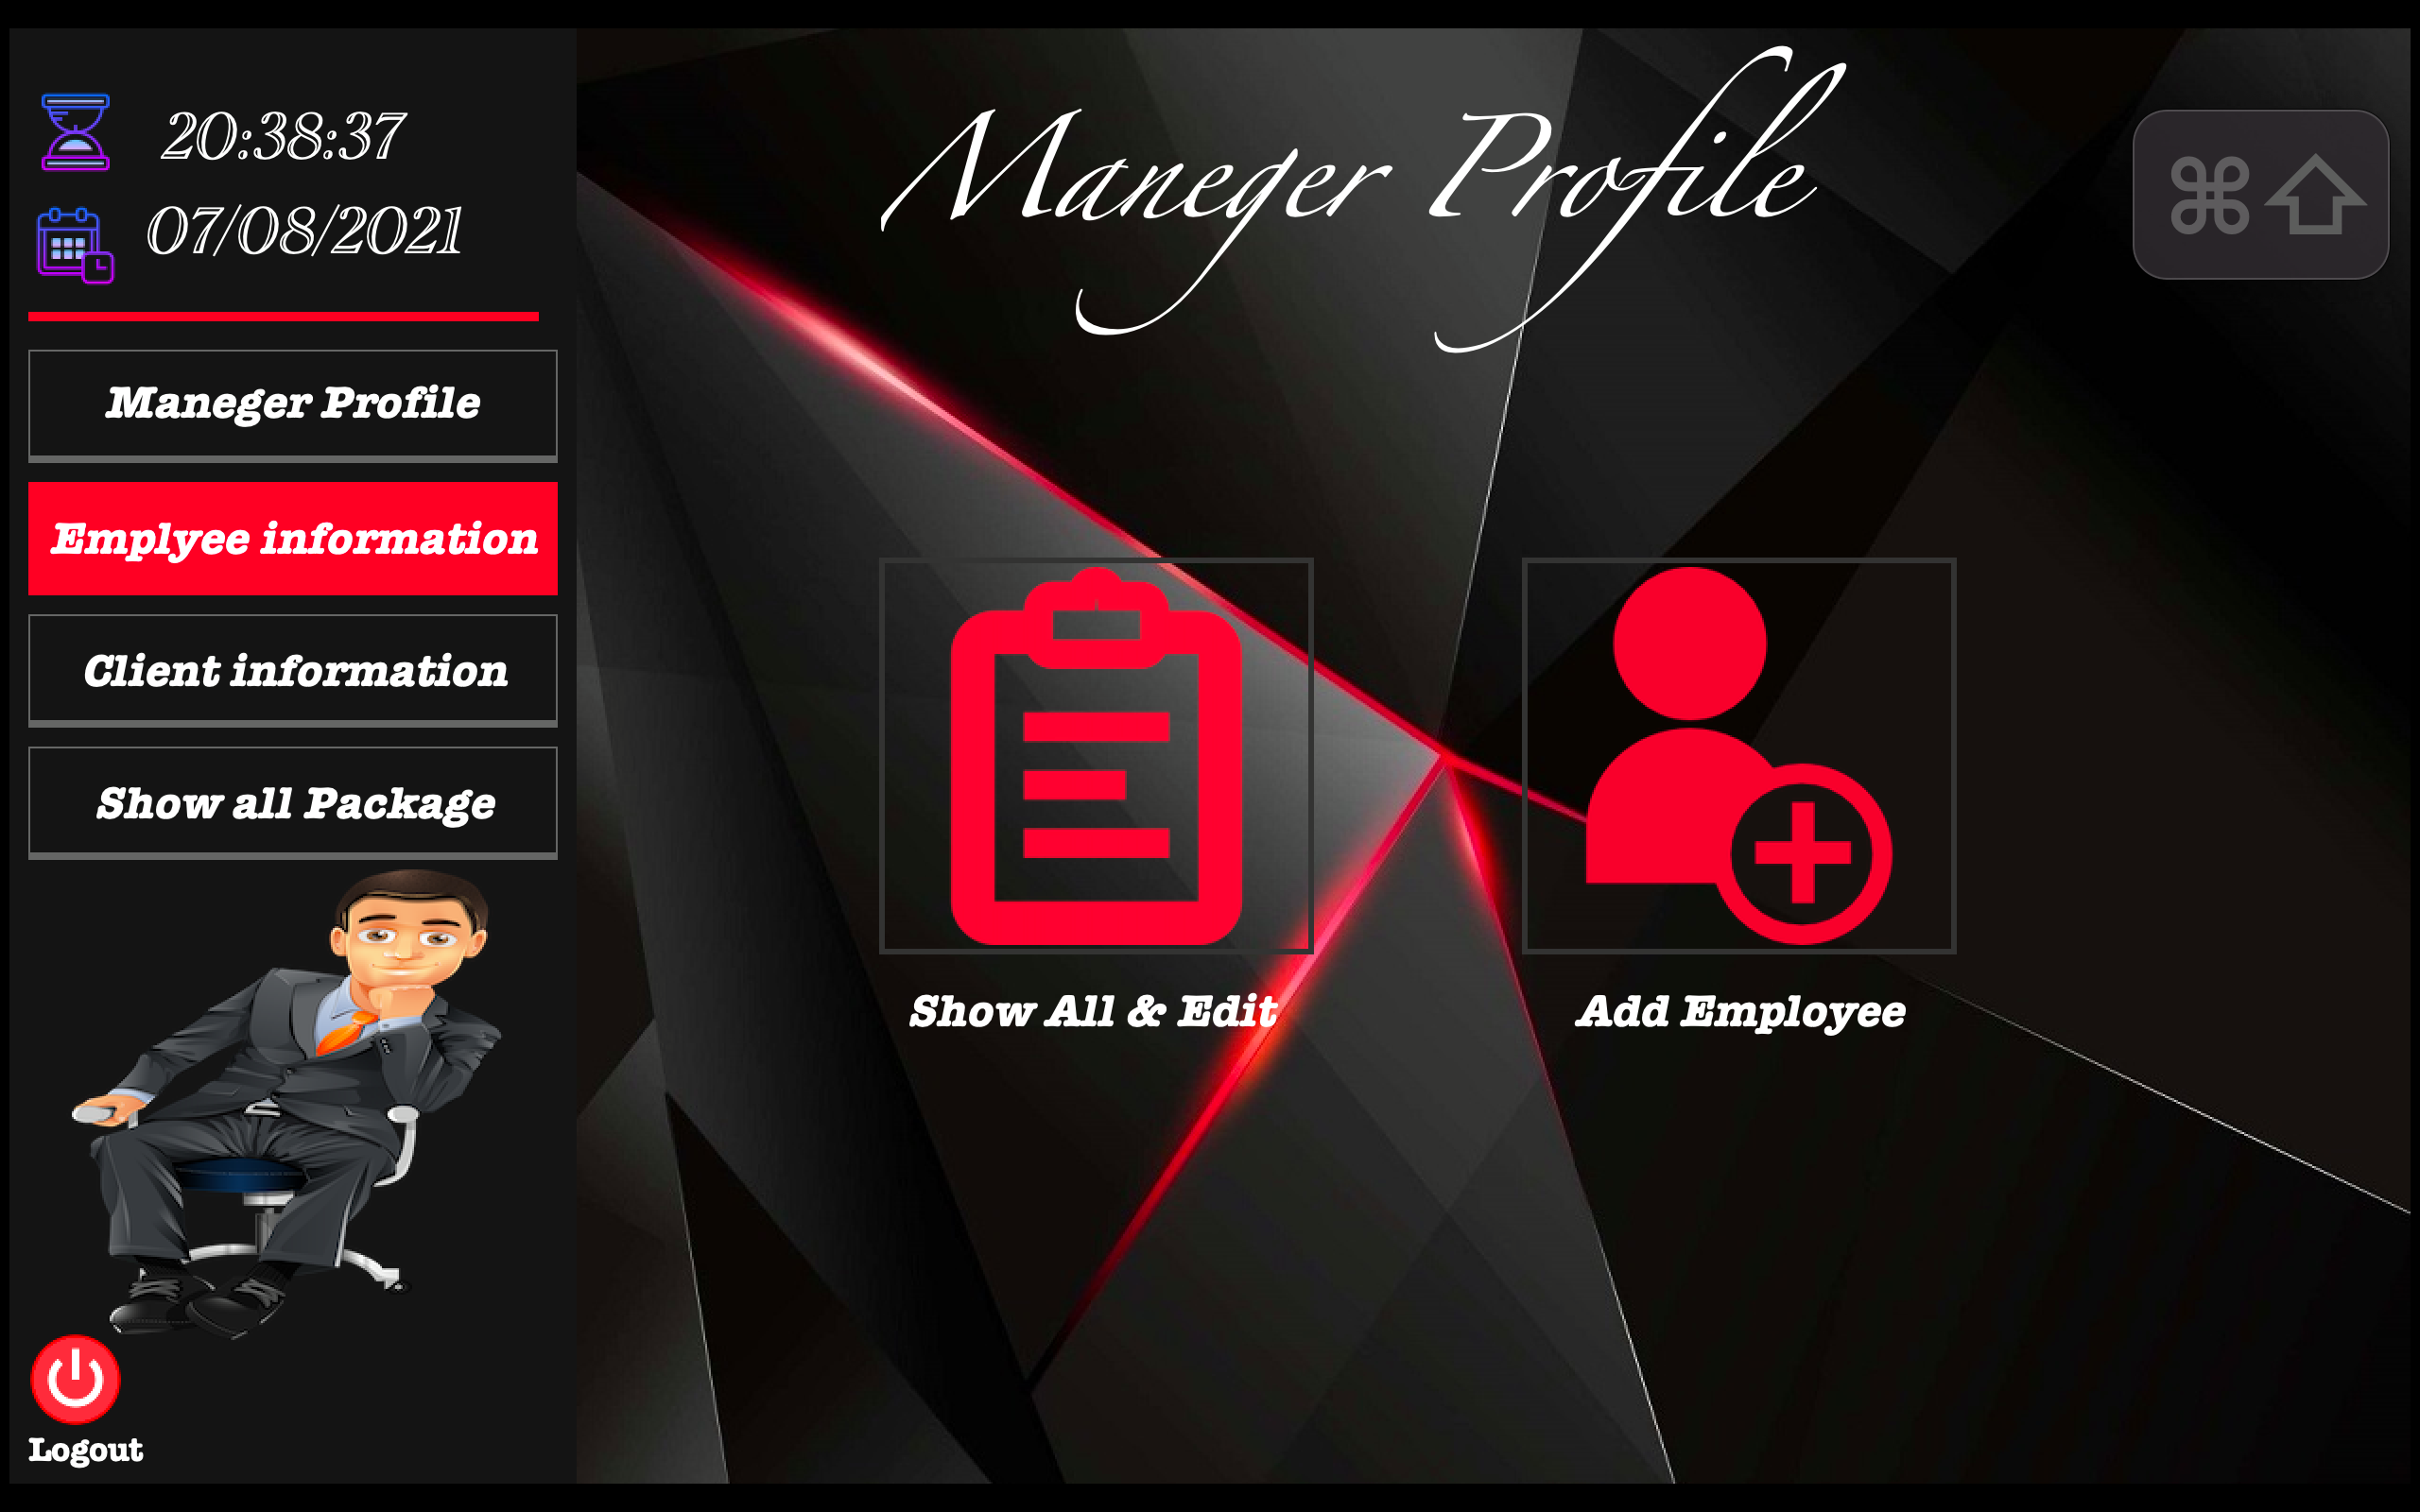 20:38:37
07/08/2021
Maneger Profile
Maneger Profile
Emplyee information
Client information
Show all Package
Show All & Edit
Add Employee
Logout